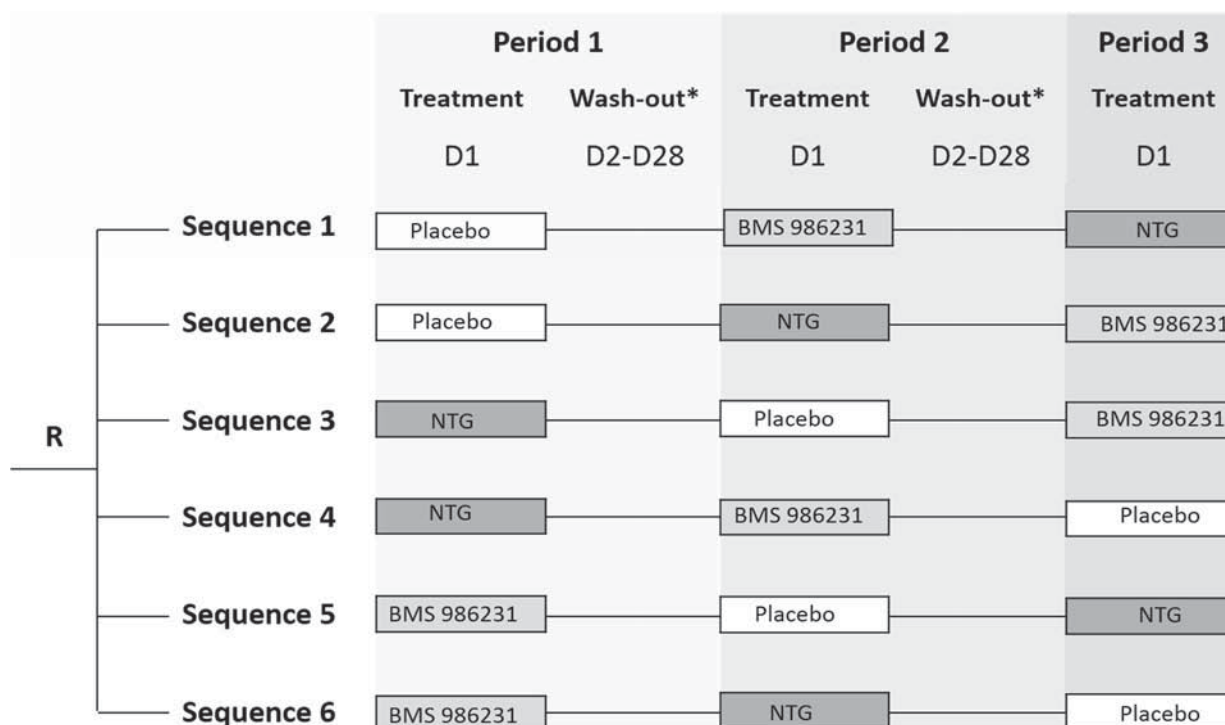 Period 1 Period 2 Period 3
Treatment Wash-out* Treatment Wash-out* Treatment
D1 D2-D28 D1 D2-D28 D1
Sequence 1 Placebo BMS 986231 NTG
Sequence 2 Placebo NTG BMS 986231
Sequence 3 NTG Placebo BMS 986231
R
Sequence 4 NTG BMS 986231 Placebo
Sequence 5 BMS 986231 Placebo NTG
Sequence 6 BMS 986231 NTG Placebo